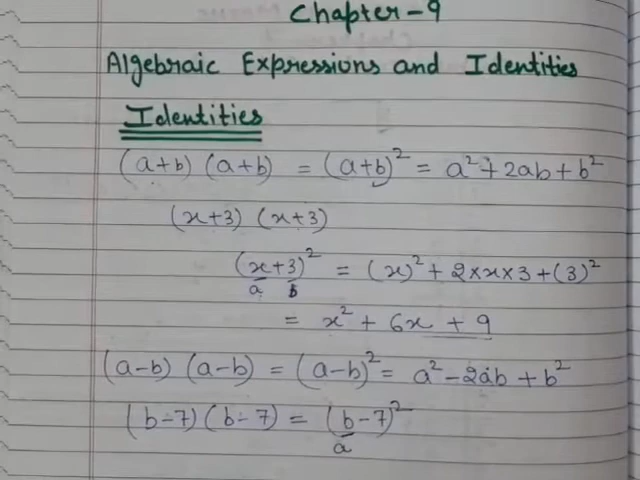 Chapter-9
Algebraic Expressions and Identities
Identities
(a+b) (a+b) = (a+b)² = a²+2ab+b²
(x+3) (x+3)
(x+3)² = (x)²+2×x×3+(3)²
a b
= x² + 6x + 9
(a-b) (a-b) = (a-b)² = a²-2ab+b²
(b-7) (b-7) = (b-7)²
a